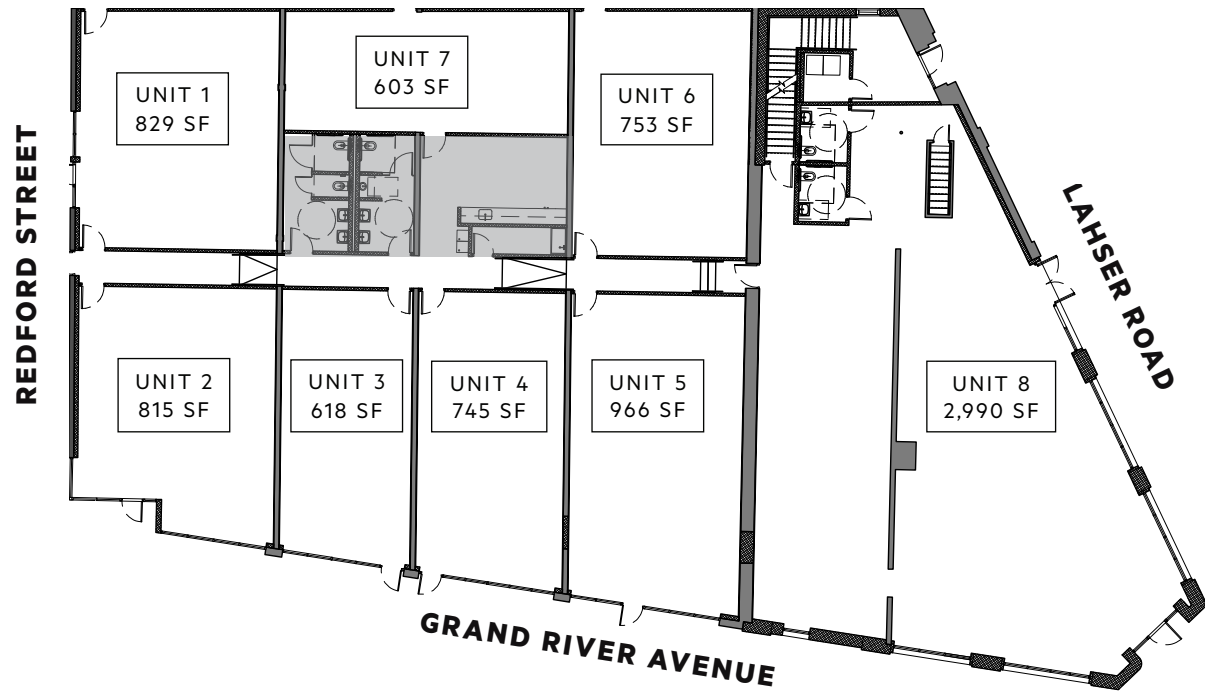 UNIT 7
603 SF
UNIT 1
829 SF
UNIT 6
753 SF
REDFORD STREET
LAHSER ROAD
UNIT 2
815 SF
UNIT 3
618 SF
UNIT 4
745 SF
UNIT 5
966 SF
UNIT 8
2,990 SF
GRAND RIVER AVENUE